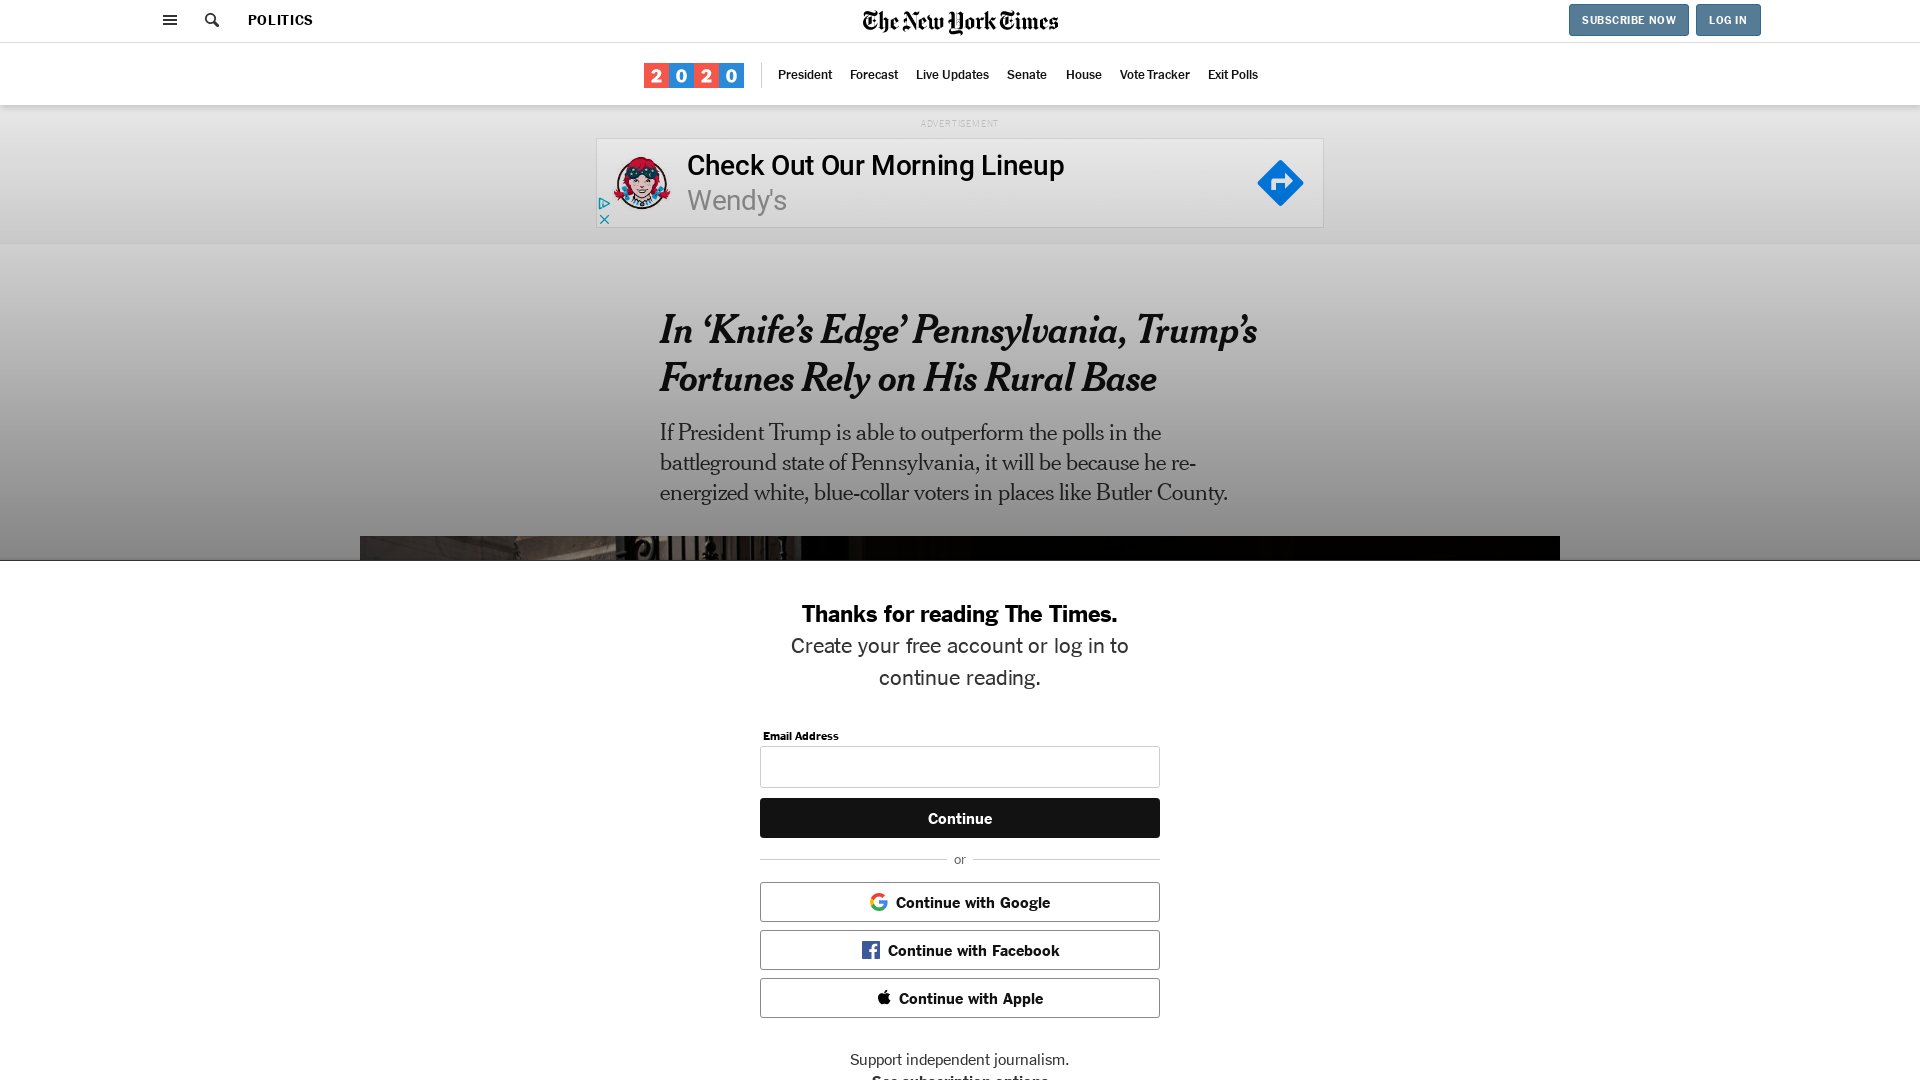 POLITICS
The New York Times
SUBSCRIBE NOW
LOG IN
2020
President
Forecast
Live Updates
Senate
House
Vote Tracker
Exit Polls
ADVERTISEMENT
Check Out Our Morning Lineup
Wendy's
In ‘Knife’s Edge’ Pennsylvania, Trump’s
Fortunes Rely on His Rural Base
If President Trump is able to outperform the polls in the
battleground state of Pennsylvania, it will be because he re-
energized white, blue-collar voters in places like Butler County.
Thanks for reading The Times.
Create your free account or log in to
continue reading.
Email Address
Continue
or
Continue with Google
Continue with Facebook
Continue with Apple
Support independent journalism.
See subscription options.